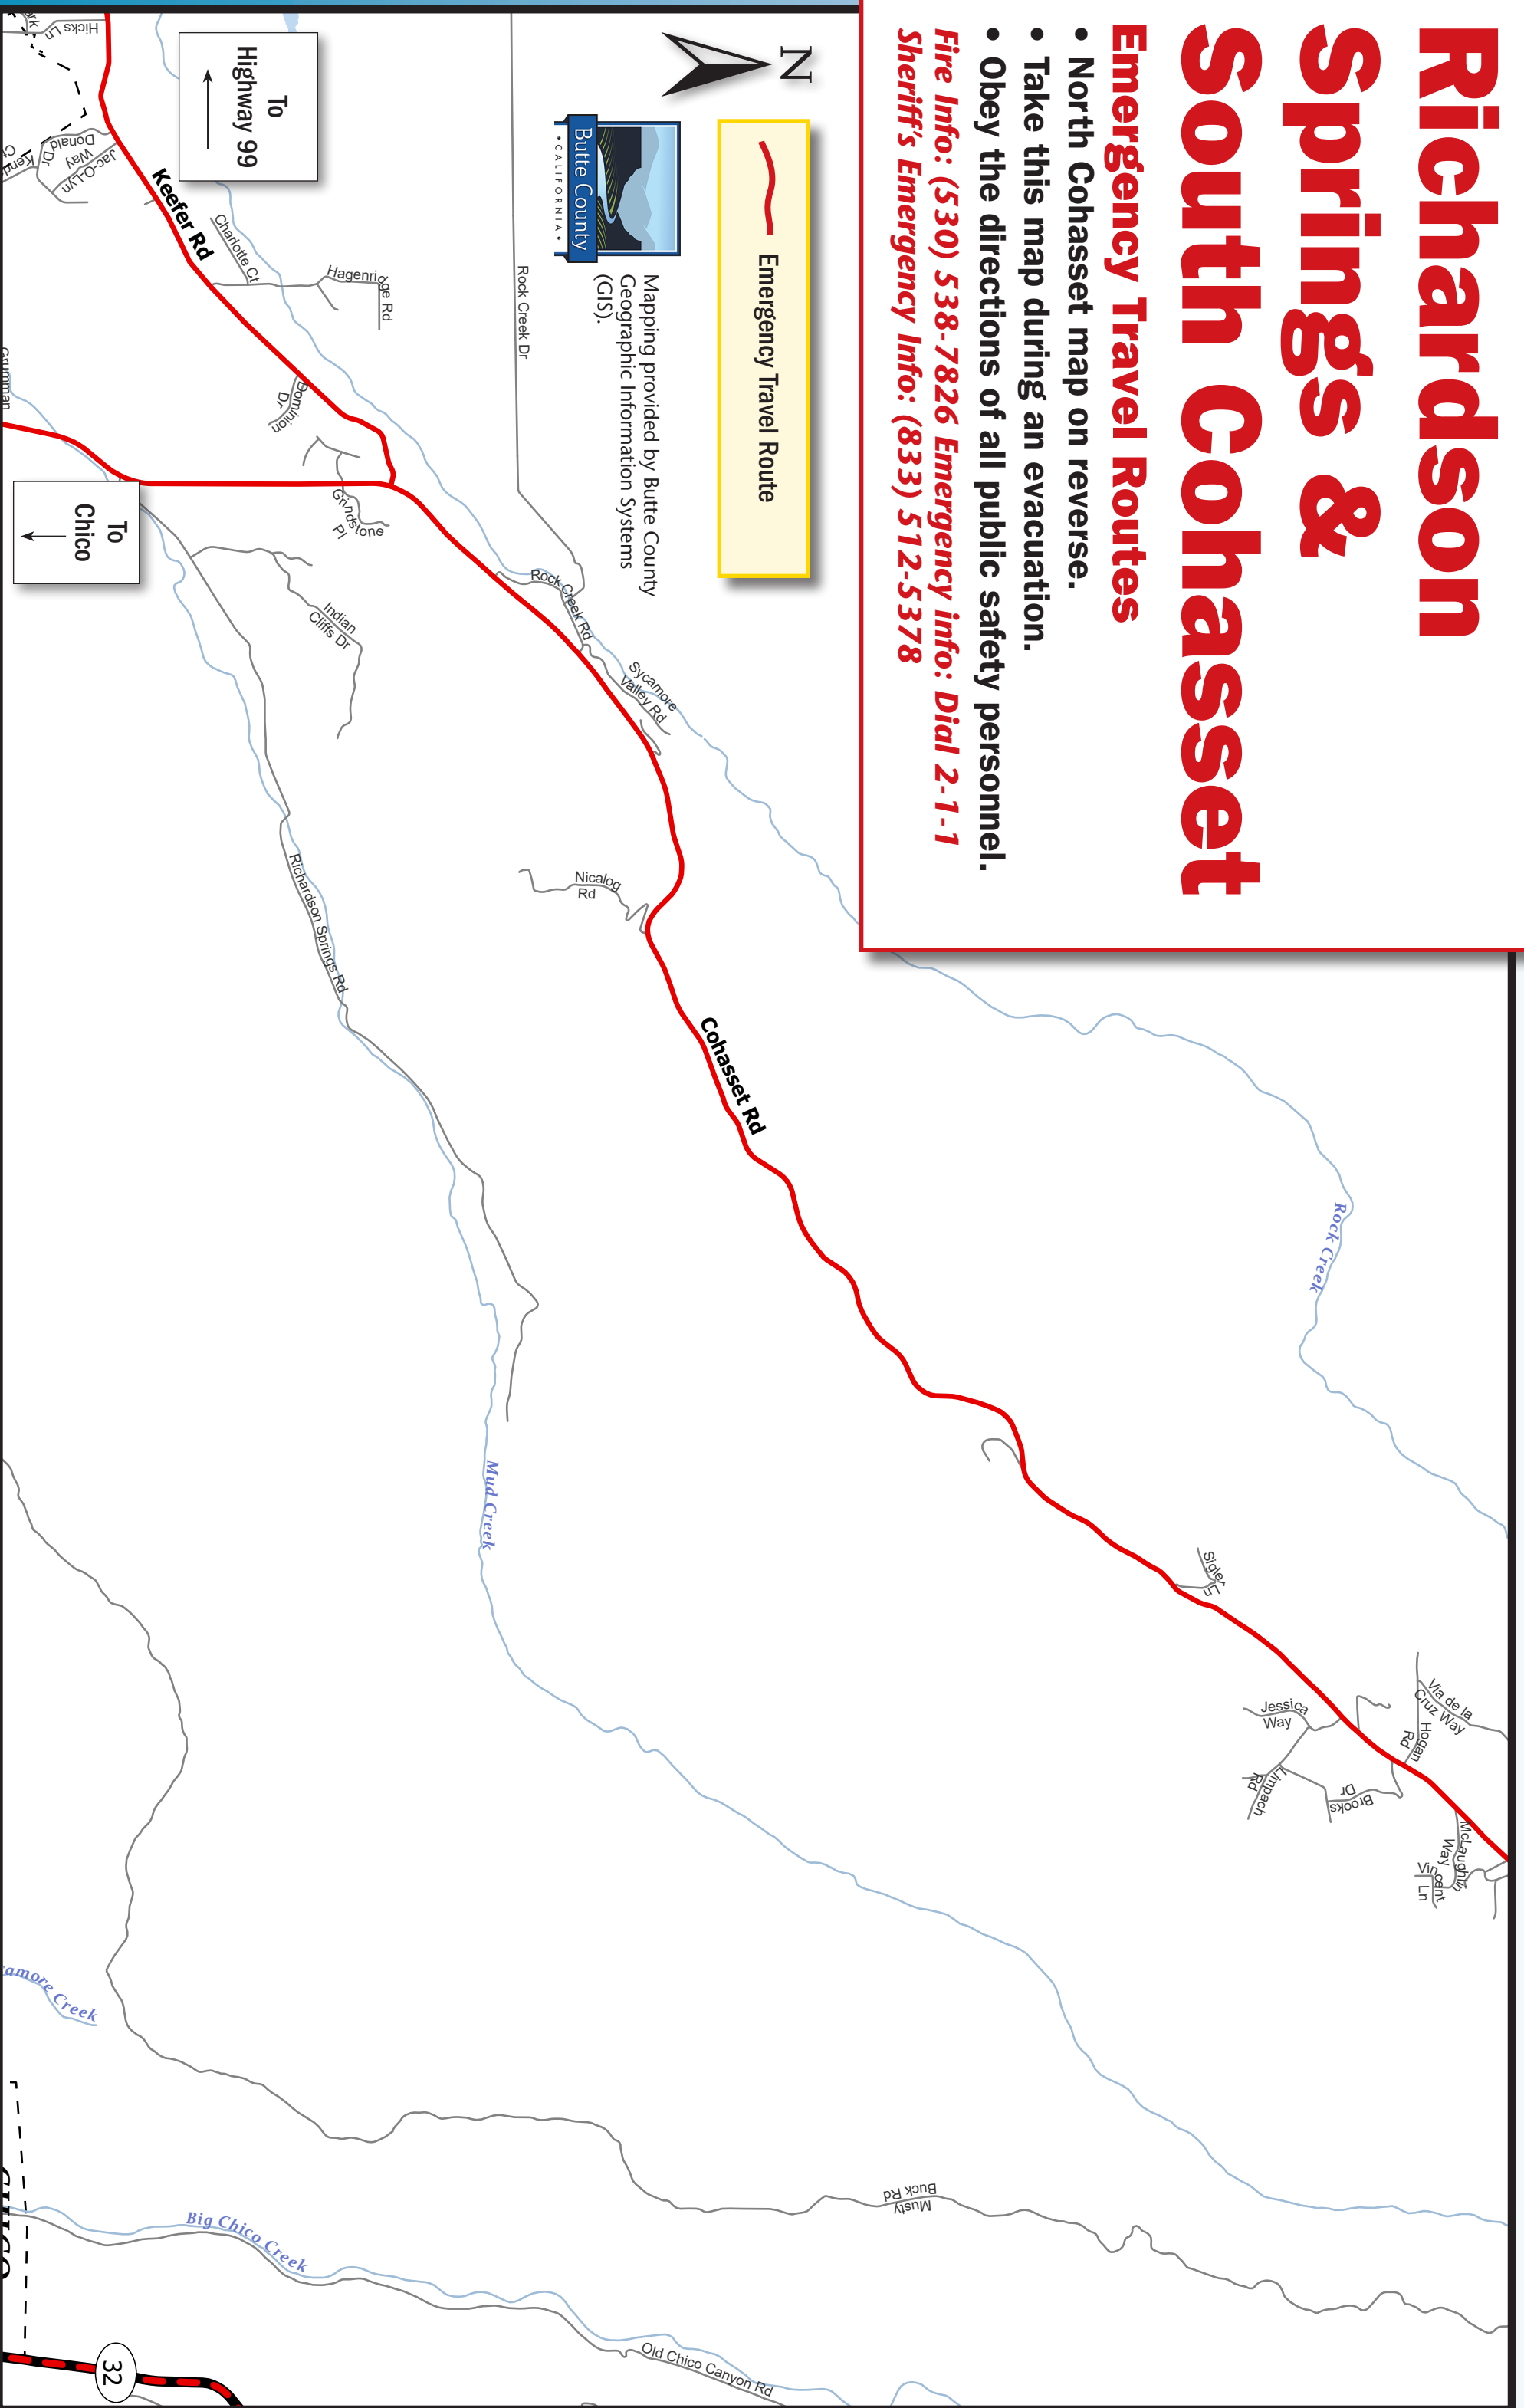 Richardson
Springs &
South Cohasset
Emergency Travel Routes
• North Cohasset map on reverse.
• Take this map during an evacuation.
• Obey the directions of all public safety personnel.
Fire Info: (530) 538-7826 Emergency info: Dial 2-1-1
Sheriff's Emergency Info: (833) 512-5378
N
Emergency Travel Route
Butte County
• CALIFORNIA •
Mapping provided by Butte County
Geographic Information Systems
(GIS).
To
Highway 99
To
Chico
Hicks Ln
Donald
Way
Jac-O-Lyn
Dr
Keefer Rd
Charlotte Ct
Hagenridge Rd
Rock Creek Dr
Grumman
Dominion
Dr
Grindstone
Pl
Indian
Cliffs Dr
Rock Creek Rd
Sycamore
Valley Rd
Nicalog
Rd
Richardson Springs Rd
Cohasset Rd
Rock Creek
Mud Creek
Sigler
Ln
Jessica
Way
Via de la
Cruz Way
Hogan
Rd
Limpach
Rd
Brooks
Dr
McLaughlin
Way
Vincent
Ln
amore Creek
Musty
Buck Rd
Big Chico Creek
Old Chico Canyon Rd
32